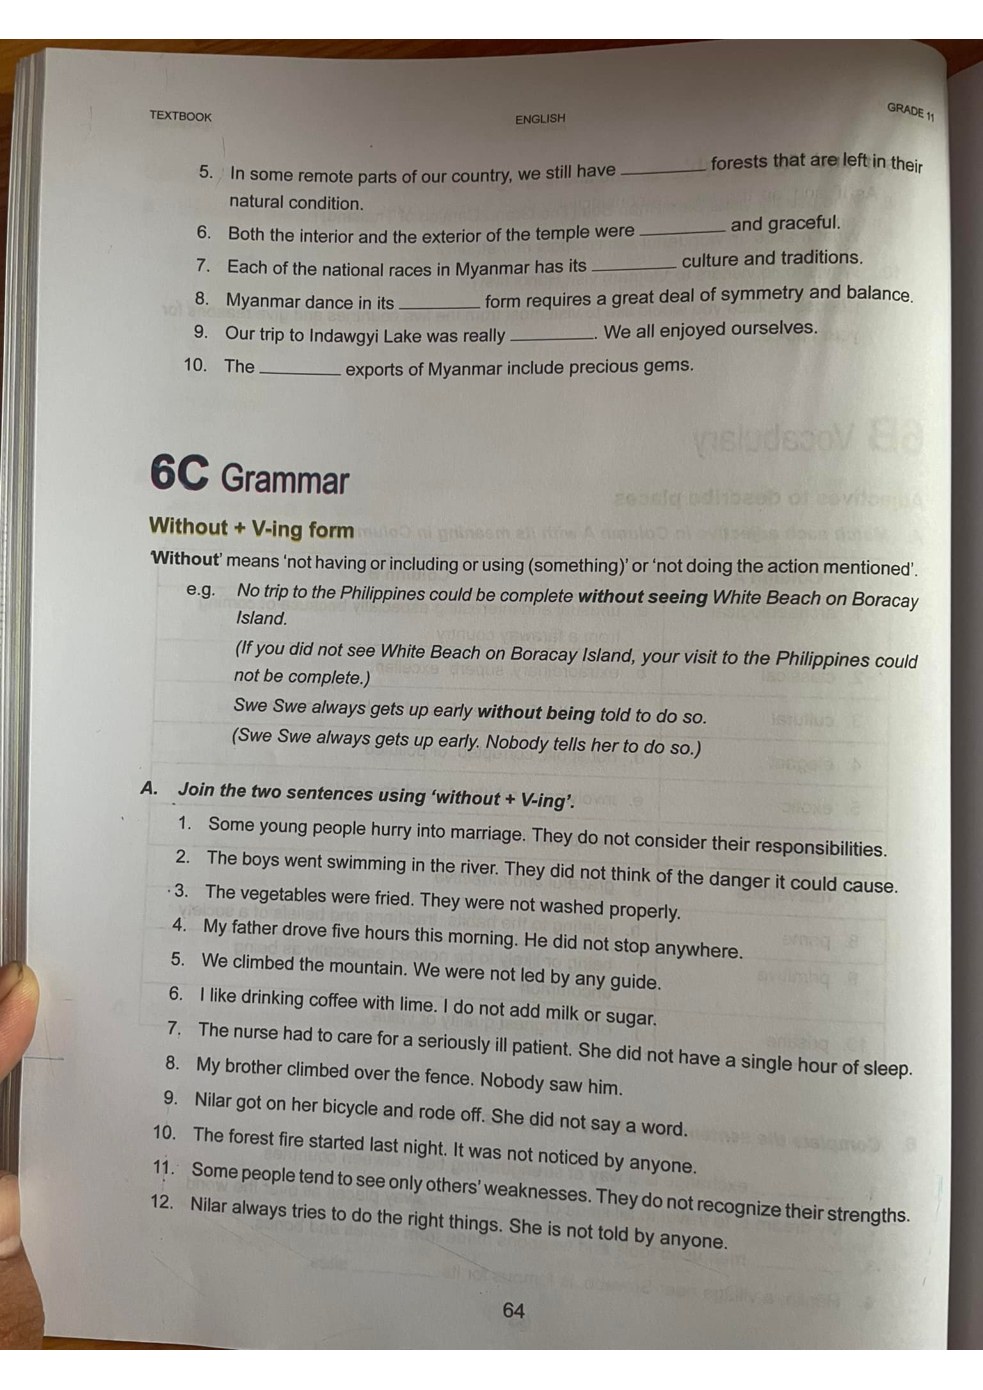 TEXTBOOK ENGLISH GRADE 11
5. In some remote parts of our country, we still have ________ forests that are left in their
natural condition.
6. Both the interior and the exterior of the temple were ________ and graceful.
7. Each of the national races in Myanmar has its ________ culture and traditions.
8. Myanmar dance in its ________ form requires a great deal of symmetry and balance.
9. Our trip to Indawgyi Lake was really ________. We all enjoyed ourselves.
10. The ________ exports of Myanmar include precious gems.
6C Grammar
Without + V-ing form
'Without' means 'not having or including or using (something)' or 'not doing the action mentioned'.
e.g. No trip to the Philippines could be complete without seeing White Beach on Boracay
Island.
(If you did not see White Beach on Boracay Island, your visit to the Philippines could
not be complete.)
Swe Swe always gets up early without being told to do so.
(Swe Swe always gets up early. Nobody tells her to do so.)
A. Join the two sentences using 'without + V-ing'.
1. Some young people hurry into marriage. They do not consider their responsibilities.
2. The boys went swimming in the river. They did not think of the danger it could cause.
3. The vegetables were fried. They were not washed properly.
4. My father drove five hours this morning. He did not stop anywhere.
5. We climbed the mountain. We were not led by any guide.
6. I like drinking coffee with lime. I do not add milk or sugar.
7. The nurse had to care for a seriously ill patient. She did not have a single hour of sleep.
8. My brother climbed over the fence. Nobody saw him.
9. Nilar got on her bicycle and rode off. She did not say a word.
10. The forest fire started last night. It was not noticed by anyone.
11. Some people tend to see only others' weaknesses. They do not recognize their strengths.
12. Nilar always tries to do the right things. She is not told by anyone.
64